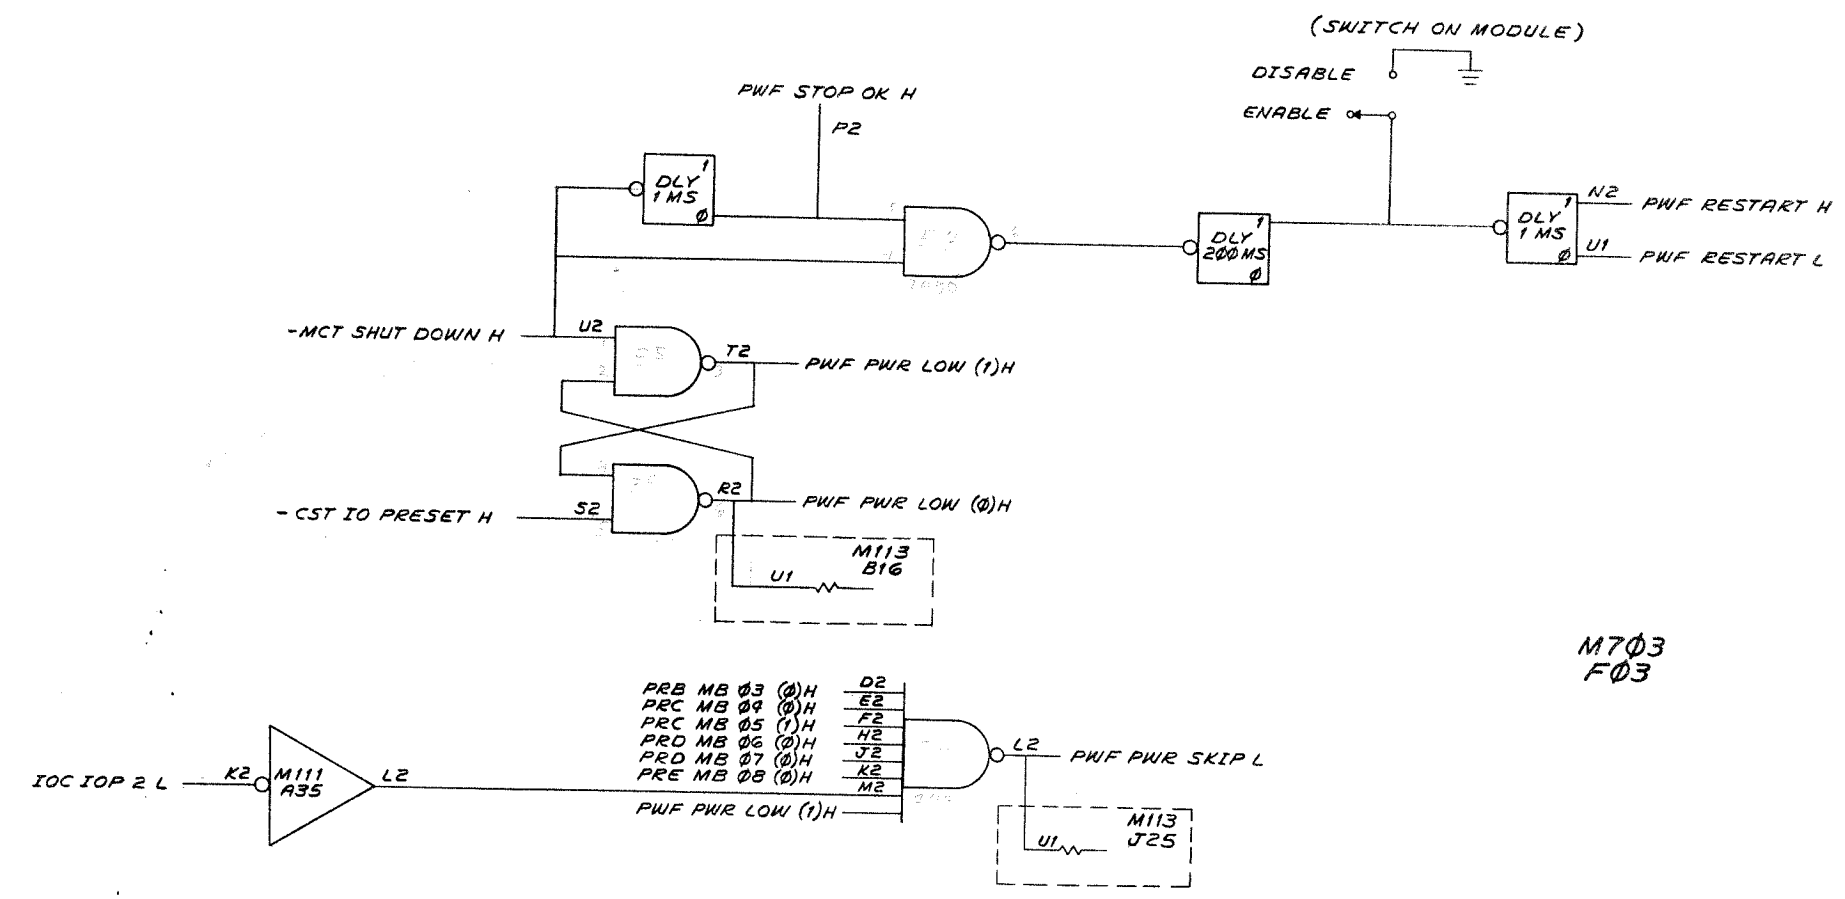 (SWITCH ON MODULE)
DISABLE
ENABLE
PWF STOP OK H
P2
DLY 1
1 MS
Ø
DLY 1
2ØØ MS
Ø
DLY 1
1 MS
Ø
N2 PWF RESTART H
U1 PWF RESTART L
-MCT SHUT DOWN H U2
T2 PWF PWR LOW (1)H
- CST IO PRESET H S2
R2 PWF PWR LOW (Ø)H
M113
B16
U1
M7Ø3
FØ3
PRB MB Ø3 (Ø)H D2
PRC MB Ø4 (Ø)H E2
PRC MB Ø5 (1)H F2
PRD MB Ø6 (Ø)H H2
PRD MB Ø7 (Ø)H J2
PRE MB Ø8 (Ø)H K2
M2
PWF PWR LOW (1)H
IOC IOP 2 L K2
M111
A35
L2
L2 PWF PWR SKIP L
M113
J25
U1